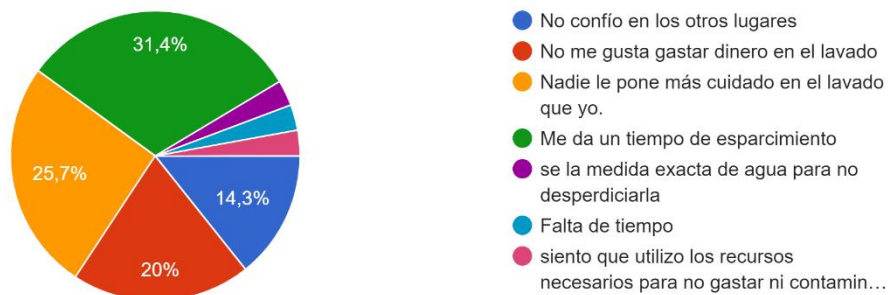 31,4%
25,7%
14,3%
20%
No confío en los otros lugares
No me gusta gastar dinero en el lavado
Nadie le pone más cuidado en el lavado
que yo.
Me da un tiempo de esparcimiento
se la medida exacta de agua para no
desperdiciarla
Falta de tiempo
siento que utilizo los recursos
necesarios para no gastar ni contamin…